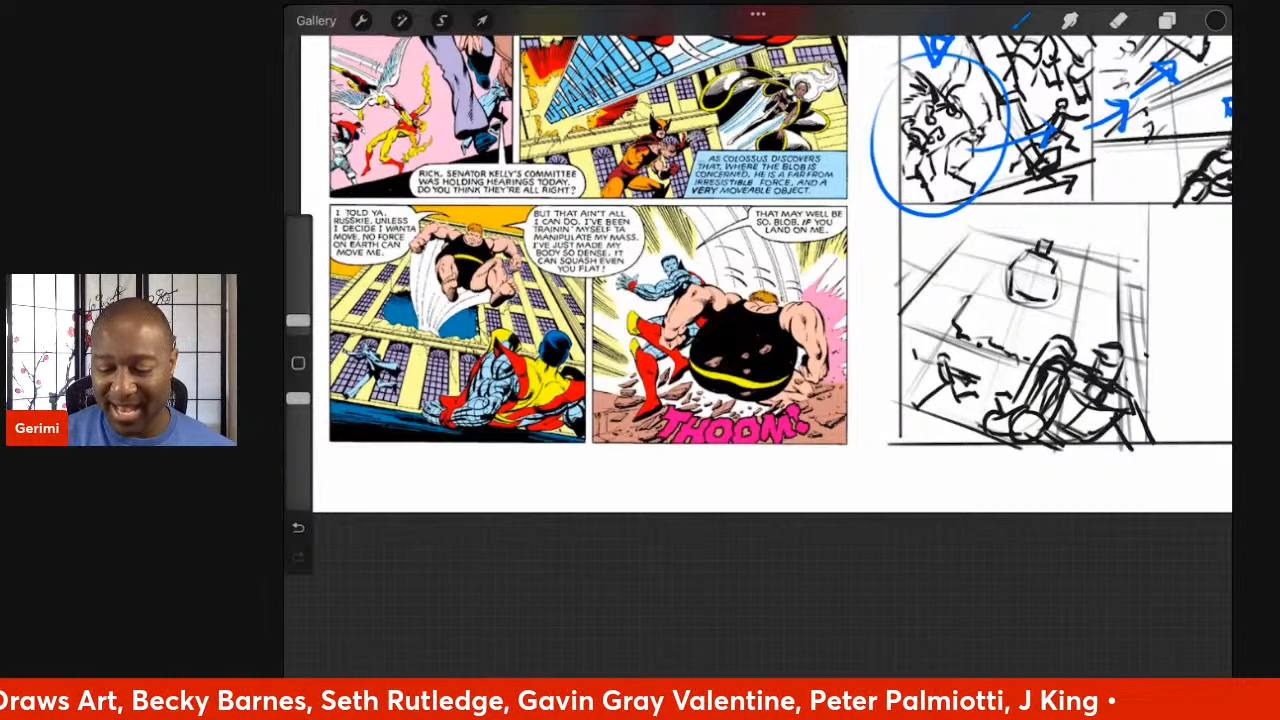 Gallery
WHAMMO!
RICK, SENATOR KELLY'S COMMITTEE
WAS HOLDING HEARINGS TODAY.
DO YOU THINK THEY'RE ALL RIGHT?
... AS COLOSSUS DISCOVERS
THAT, WHERE THE BLOB IS
CONCERNED, HE IS A FAR FROM
IRRESISTIBLE FORCE, AND A
VERY MOVEABLE OBJECT.
I TOLD YA,
RUSSKIE. UNLESS
I DECIDE I WANTA
MOVE, NO FORCE
ON EARTH CAN
MOVE ME.
BUT THAT AIN'T ALL
I CAN DO. I'VE BEEN
TRAININ' MYSELF TA
MANIPULATE MY MASS.
I'VE JUST MADE MY
BODY SO DENSE, IT
CAN SQUASH EVEN
YOU FLAT!
THAT MAY WELL BE
SO, BLOB. IF YOU
LAND ON ME.
THOOM!
Gerimi
Draws Art, Becky Barnes, Seth Rutledge, Gavin Gray Valentine, Peter Palmiotti, J King •